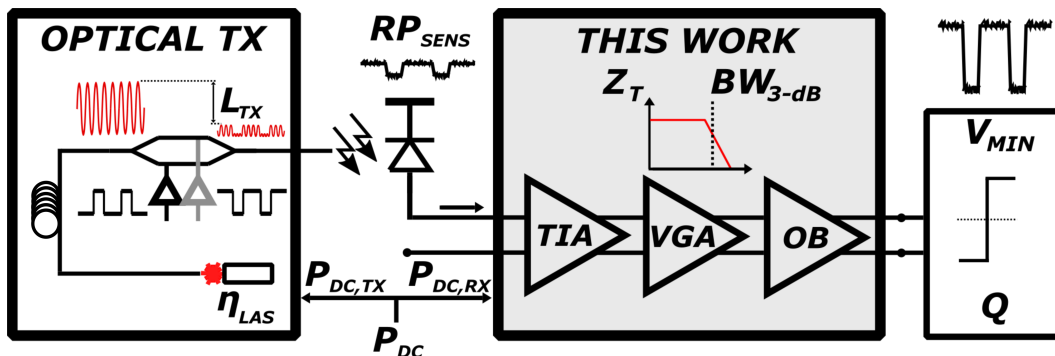 OPTICAL TX
L_TX
η_LAS
RP_SENS
P_DC,TX
P_DC,RX
P_DC
THIS WORK
Z_T
BW_3-dB
TIA
VGA
OB
V_MIN
Q